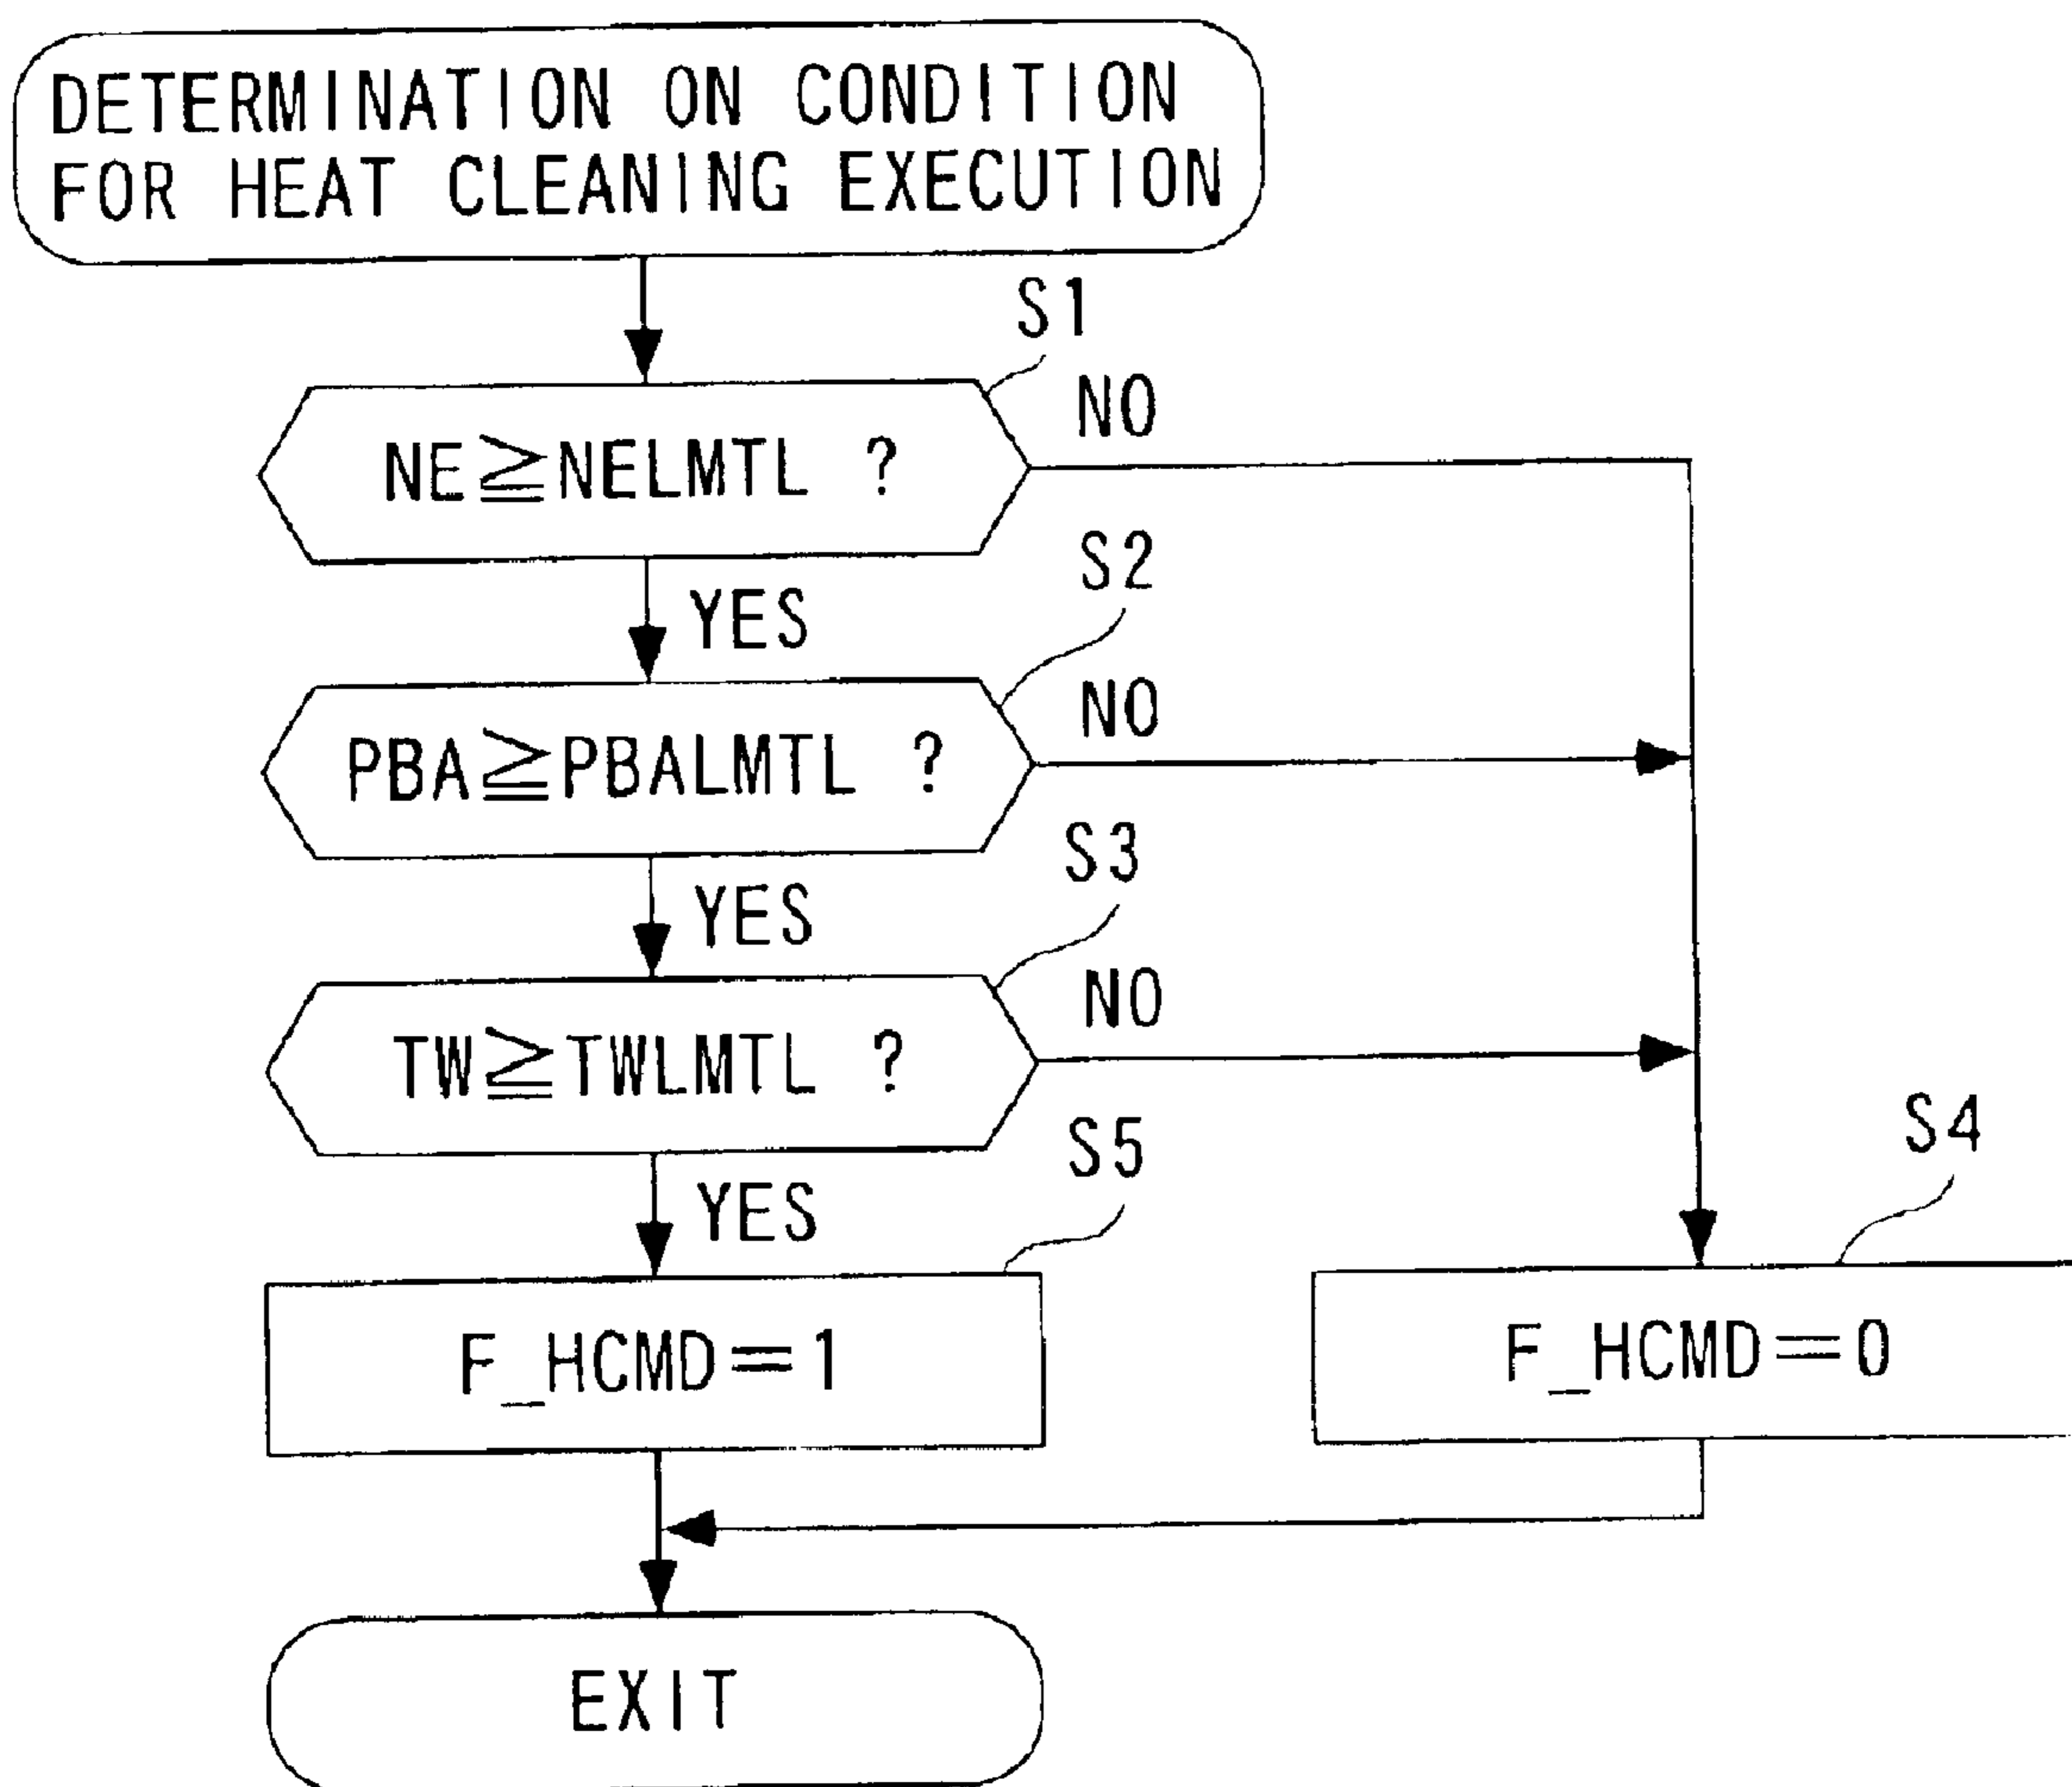 DETERMINATION ON CONDITION
FOR HEAT CLEANING EXECUTION
S1
NE≧NELMTL ?
NO
YES
S2
PBA≧PBALMTL ?
NO
YES
S3
TW≧TWLMTL ?
NO
YES
S5
F_HCMD=1
S4
F_HCMD=0
EXIT